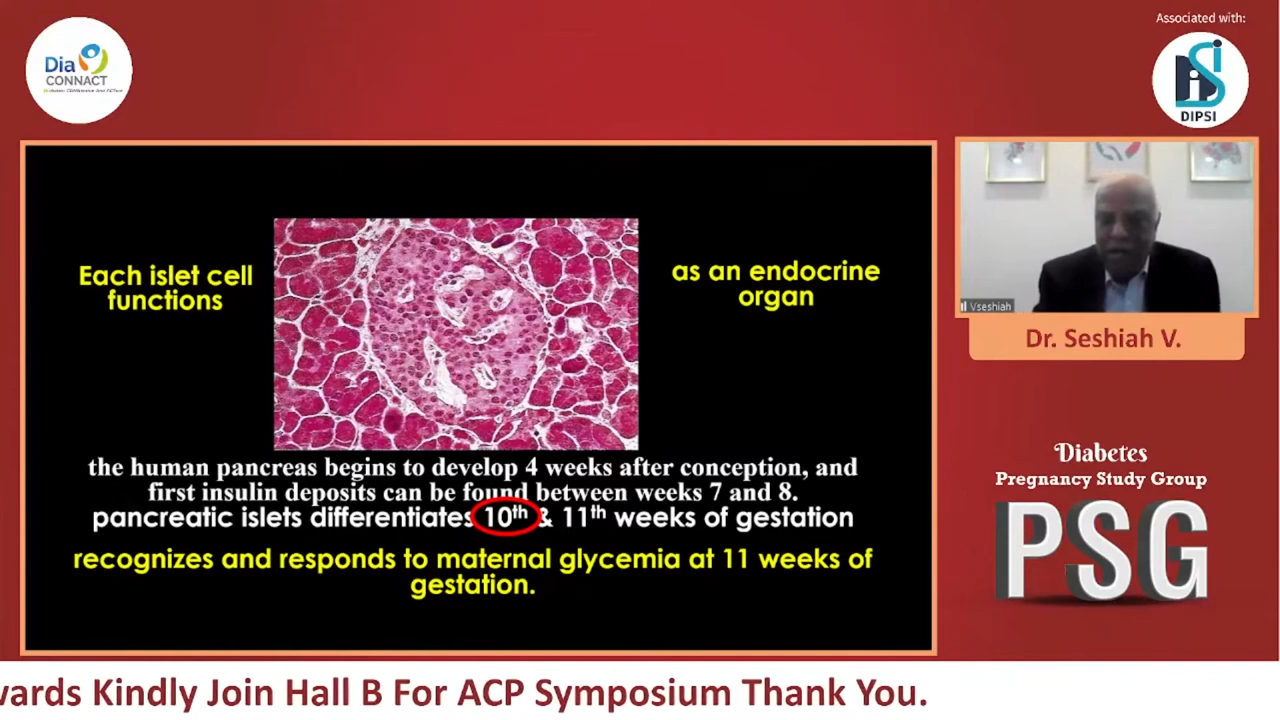 Dia
CONNACT
Associated with:
DIPSI
Each islet cell
functions
as an endocrine
organ
the human pancreas begins to develop 4 weeks after conception, and
first insulin deposits can be found between weeks 7 and 8.
pancreatic islets differentiates 10th & 11th weeks of gestation
recognizes and responds to maternal glycemia at 11 weeks of
gestation.
Vseshiah
Dr. Seshiah V.
Diabetes
Pregnancy Study Group
PSG
wards Kindly Join Hall B For ACP Symposium Thank You.